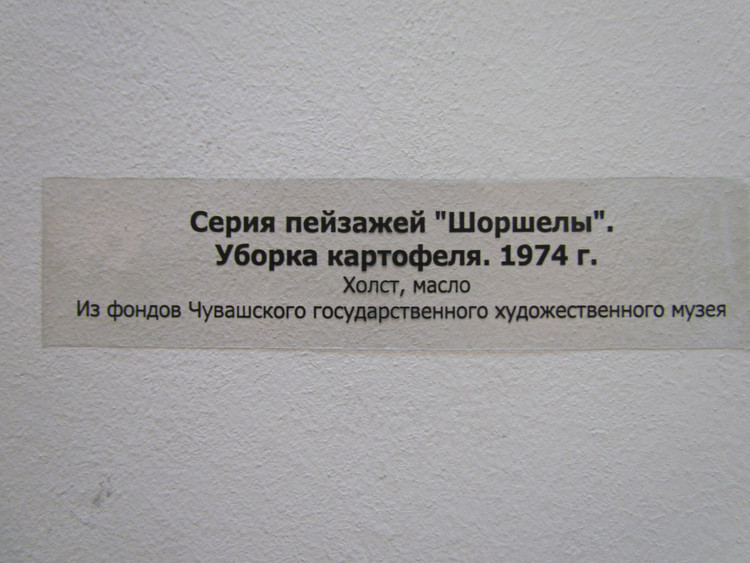 Серия пейзажей "Шоршелы".
Уборка картофеля. 1974 г.
Холст, масло
Из фондов Чувашского государственного художественного музея